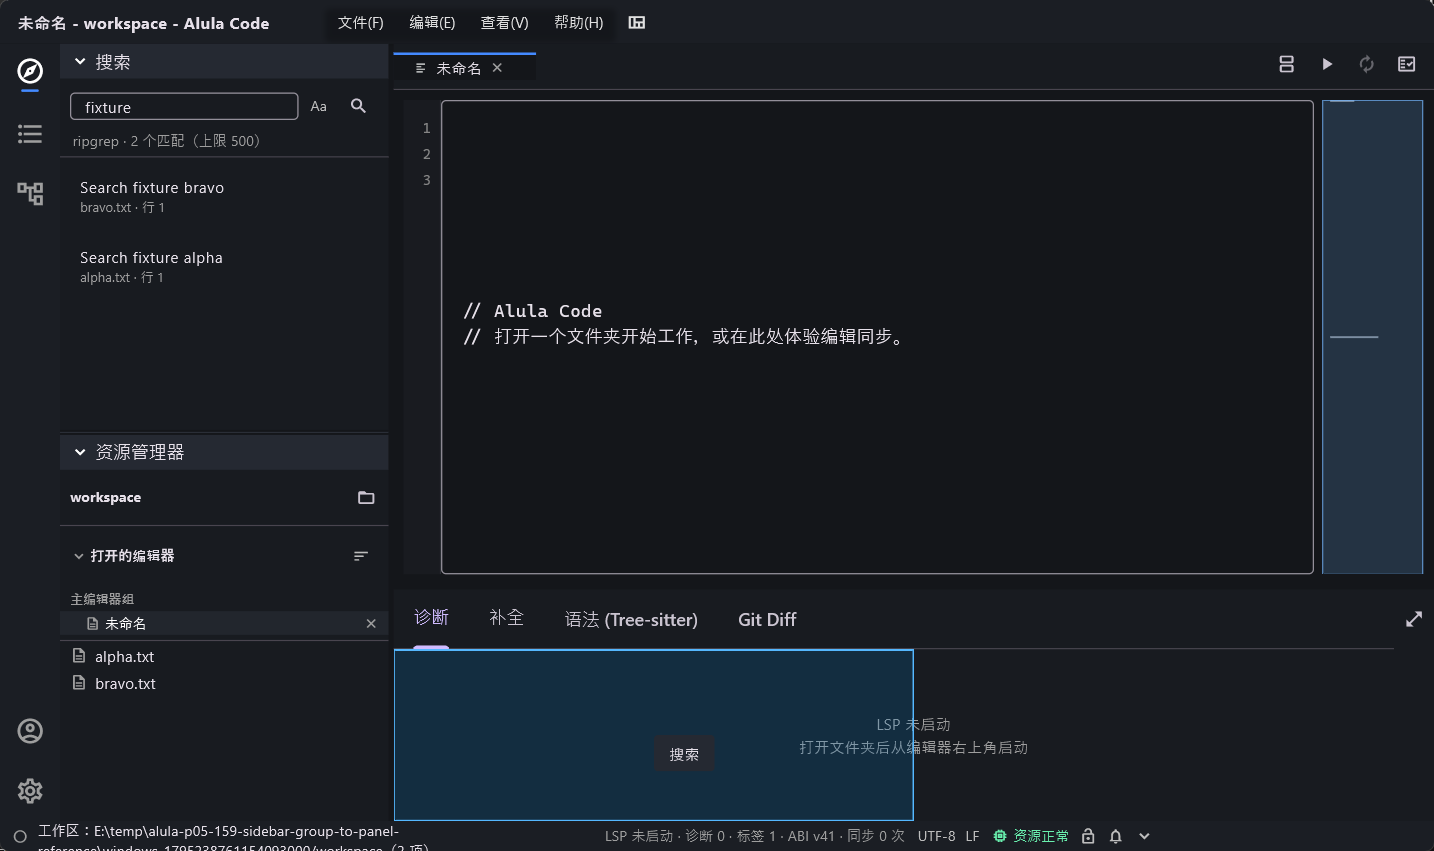 未命名 - workspace - Alula Code
文件(F) 编辑(E) 查看(V) 帮助(H)
搜索
fixture
Aa
ripgrep · 2 个匹配（上限 500）
Search fixture bravo
bravo.txt · 行 1
Search fixture alpha
alpha.txt · 行 1
资源管理器
workspace
打开的编辑器
主编辑器组
未命名
alpha.txt
bravo.txt
未命名
1
2
3
// Alula Code
// 打开一个文件夹开始工作，或在此处体验编辑同步。
诊断 补全 语法 (Tree-sitter) Git Diff
LSP 未启动
打开文件夹后从编辑器右上角启动
搜索
工作区：E:\temp\alula-p05-159-sidebar-group-to-panel-
reference\windows-1795238761154093000/workspace（2 项）
LSP 未启动 · 诊断 0 · 标签 1 · ABI v41 · 同步 0 次 UTF-8 LF 资源正常